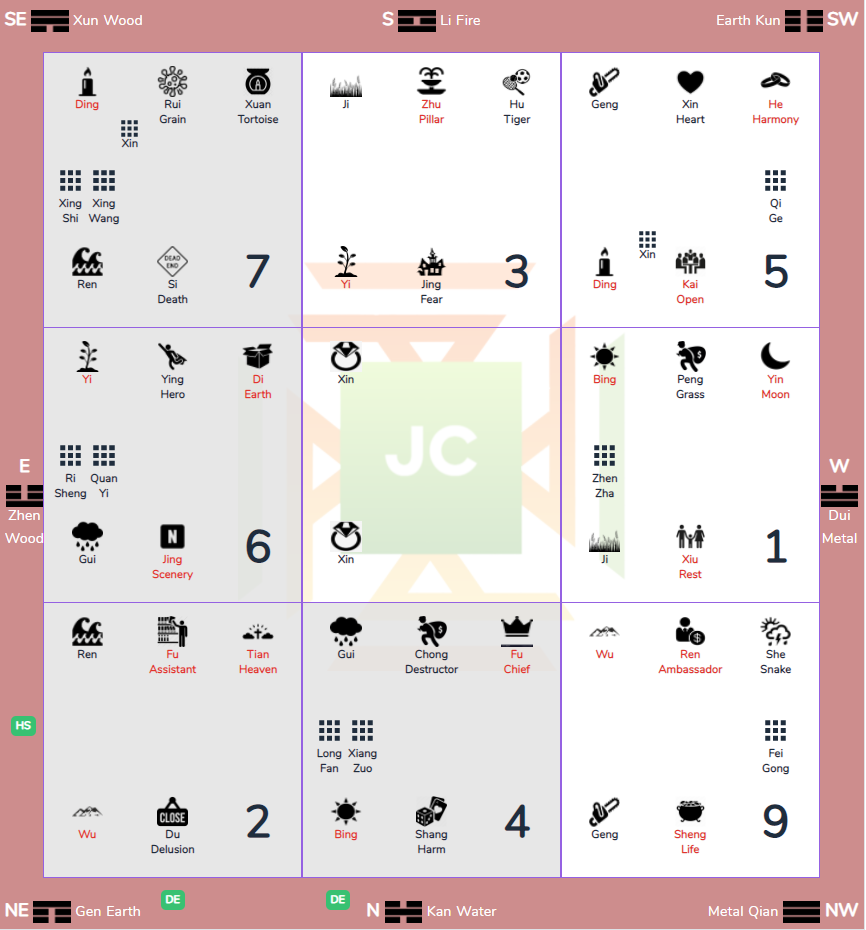 SE Xun Wood S Li Fire Earth Kun SW
Ding Rui Xuan
Grain Tortoise
Xin
Xing Xing
Shi Wang
Ren Si 7
DEAD
END
Death
Ji Zhu Hu
Pillar Tiger
Yi Jing 3
Fear
Geng Xin He
Heart Harmony
Qi
Ge
Xin
Ding Kai 5
Open
E
Zhen
Wood
Yi Ying Di
Hero Earth
Ri Quan
Sheng Yi
N
Gui Jing 6
Scenery
Xin
JC
Xin
Bing Peng Yin
Grass Moon
Zhen
Zha
Ji Xiu 1
Rest
W
Dui
Metal
HS
Ren Fu Tian
Assistant Heaven
CLOSE
Wu Du 2
Delusion
Gui Chong Fu
Destructor Chief
Long Xiang
Fan Zuo
Bing Shang 4
Harm
Wu Ren She
Ambassador Snake
Fei
Gong
Geng Sheng 9
Life
NE Gen Earth DE DE N Kan Water Metal Qian NW